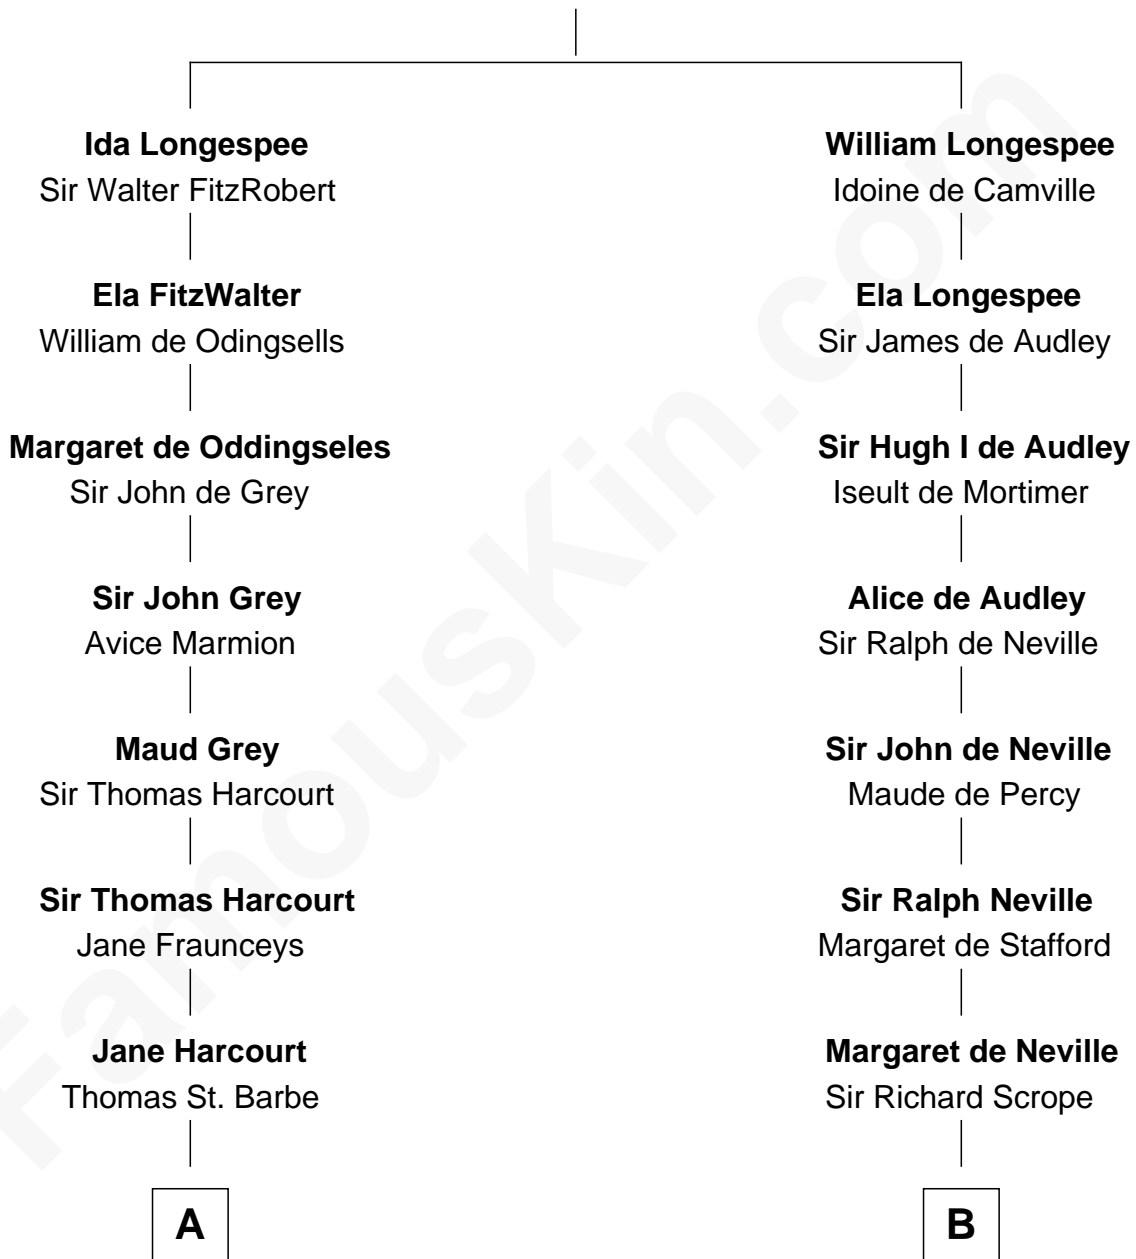 Ida Longespee
Sir Walter FitzRobert
Ela FitzWalter
William de Odingsells
Margaret de Oddingseles
Sir John de Grey
Sir John Grey
Avice Marmion
Maud Grey
Sir Thomas Harcourt
Sir Thomas Harcourt
Jane Fraunceys
Jane Harcourt
Thomas St. Barbe
A
William Longespee
Idoine de Camville
Ela Longespee
Sir James de Audley
Sir Hugh I de Audley
Iseult de Mortimer
Alice de Audley
Sir Ralph de Neville
Sir John de Neville
Maude de Percy
Sir Ralph Neville
Margaret de Stafford
Margaret de Neville
Sir Richard Scrope
B
FamousKin.com